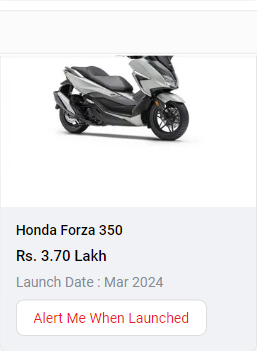 Honda Forza 350
Rs. 3.70 Lakh
Launch Date : Mar 2024
Alert Me When Launched